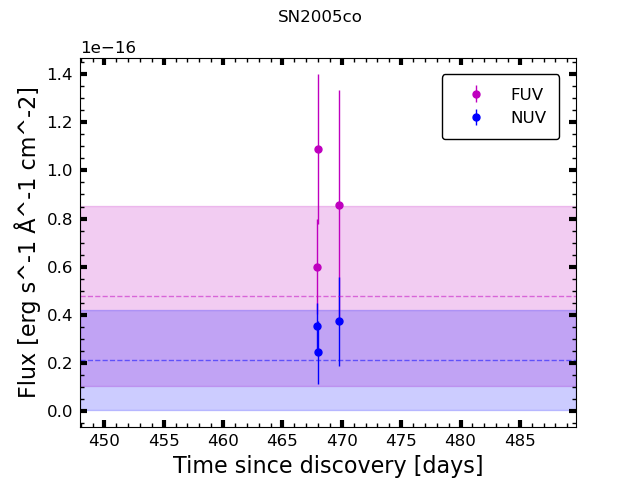 SN2005co
1e−16
1.4
1.2
1.0
0.8
0.6
0.4
0.2
0.0
Flux [erg s^-1 Å^-1 cm^-2]
FUV
NUV
450 455 460 465 470 475 480 485
Time since discovery [days]